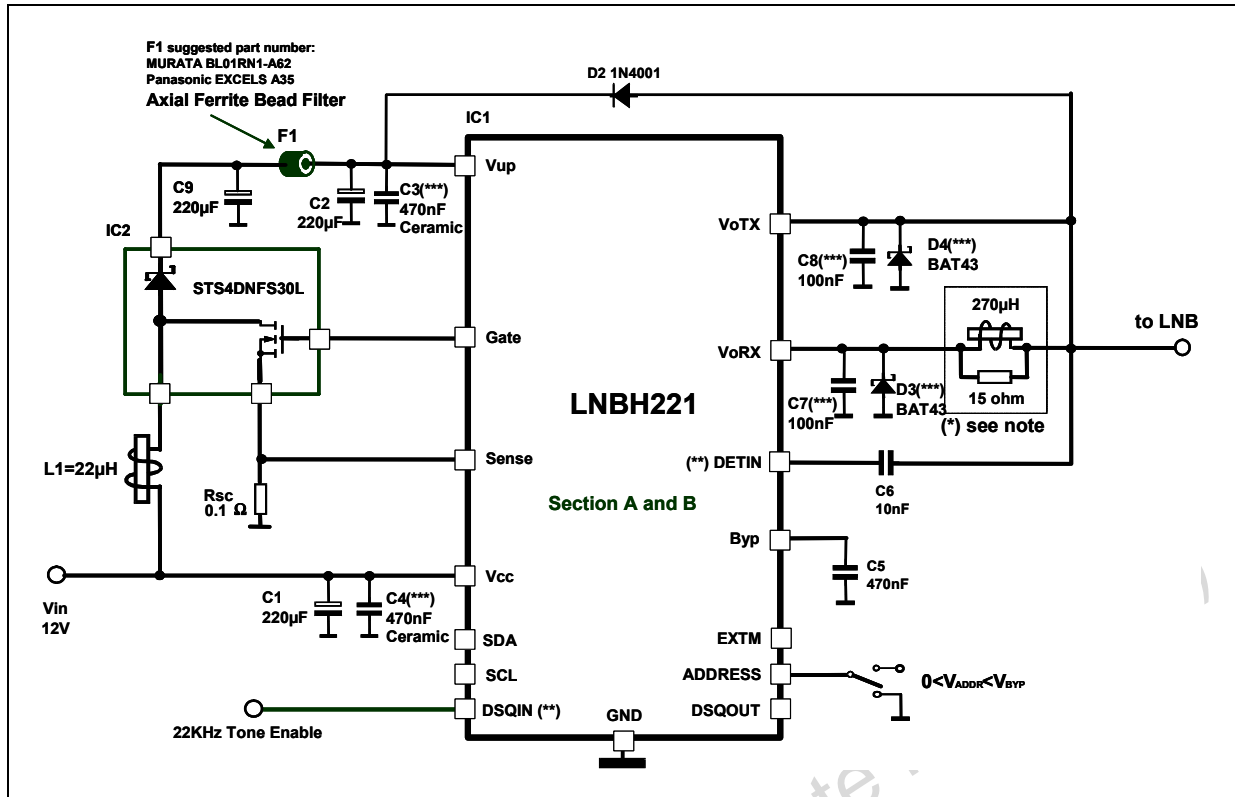 F1 suggested part number:
MURATA BL01RN1-A62
Panasonic EXCELS A35
Axial Ferrite Bead Filter
D2 1N4001
IC1
F1
Vup
C9
220µF
C2
220µF
C3(***)
470nF
Ceramic
IC2
STS4DNFS30L
VoTX
C8(***)
100nF
D4(***)
BAT43
270µH
to LNB
Gate
VoRX
LNBH221
C7(***)
100nF
D3(***)
BAT43
15 ohm
(*) see note
L1=22µH
Sense
(**) DETIN
C6
10nF
Rsc
0.1 Ω
Section A and B
Byp
C5
470nF
Vcc
Vin
12V
C1
220µF
C4(***)
470nF
Ceramic
SDA
EXTM
SCL
ADDRESS
0<VADDR<VBYP
DSQIN (**)
DSQOUT
GND
22KHz Tone Enable